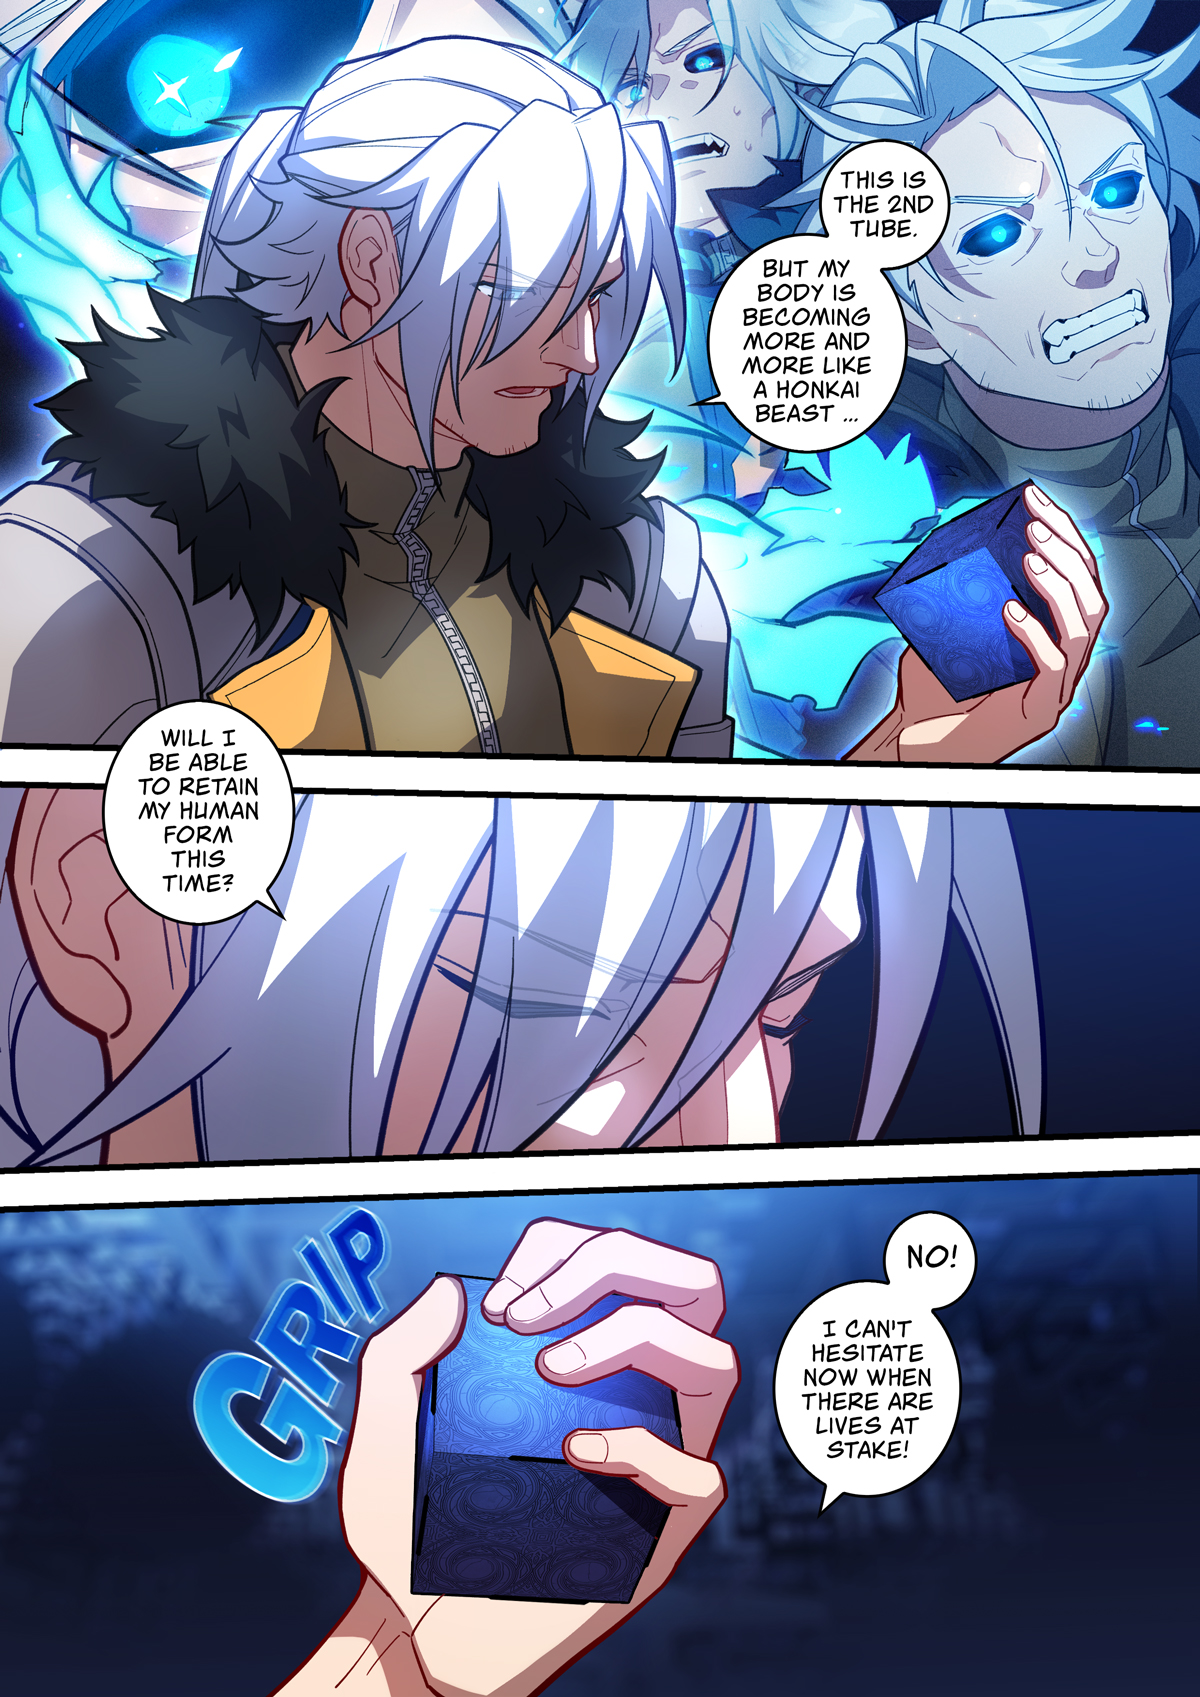 THIS IS
THE 2ND
TUBE.
BUT MY
BODY IS
BECOMING
MORE AND
MORE LIKE
A HONKAI
BEAST ...
WILL I
BE ABLE
TO RETAIN
MY HUMAN
FORM
THIS
TIME?
GRIP
NO!
I CAN'T
HESITATE
NOW WHEN
THERE ARE
LIVES AT
STAKE!